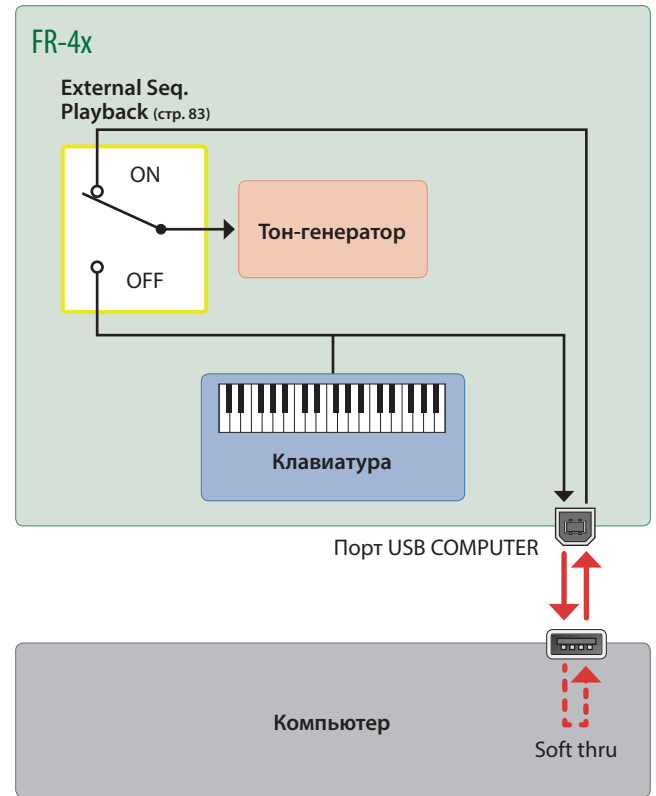 FR-4x
External Seq.
Playback (стр. 83)
ON
Тон-генератор
OFF
Клавиатура
Порт USB COMPUTER
Компьютер
Soft thru